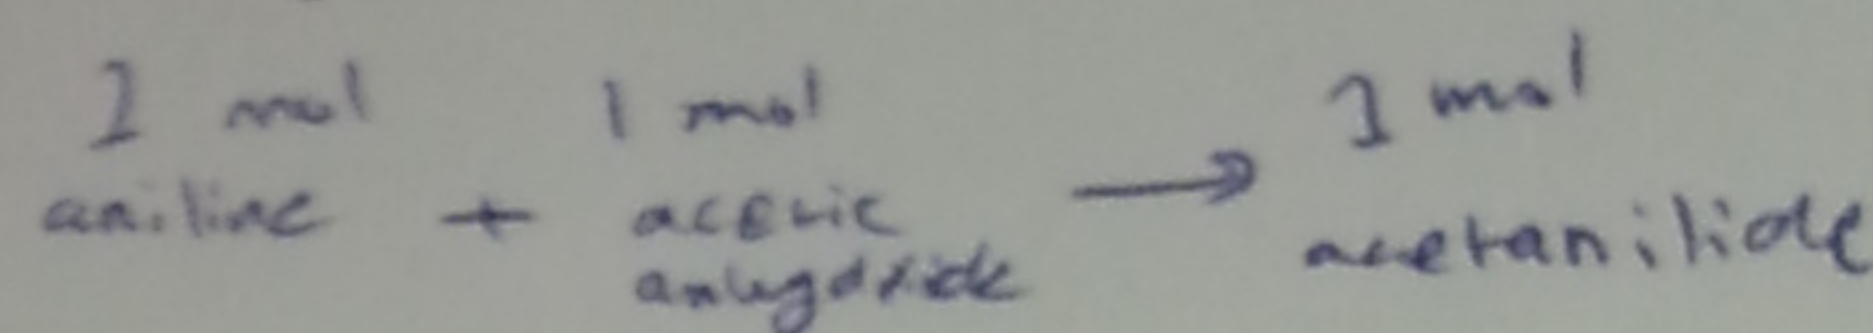 1 mol 1 mol 1 mol
aniline + acetic → acetanilide
anhydride